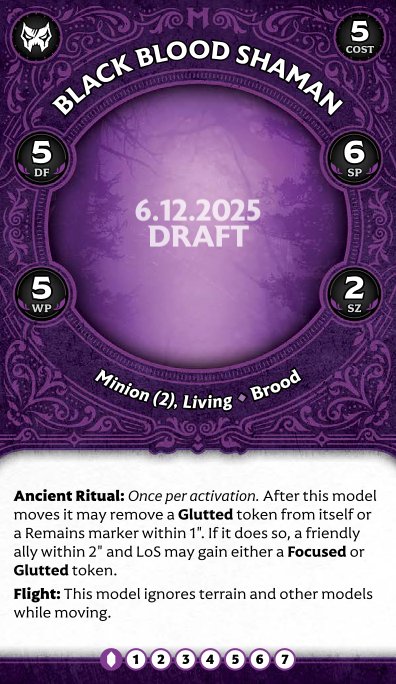 5
COST
BLACK BLOOD SHAMAN
5
DF
6
SP
6.12.2025
DRAFT
5
WP
2
SZ
Minion (2), Living ◆ Brood
Ancient Ritual: Once per activation. After this model
moves it may remove a Glutted token from itself or
a Remains marker within 1". If it does so, a friendly
ally within 2" and LoS may gain either a Focused or
Glutted token.
Flight: This model ignores terrain and other models
while moving.
1 2 3 4 5 6 7